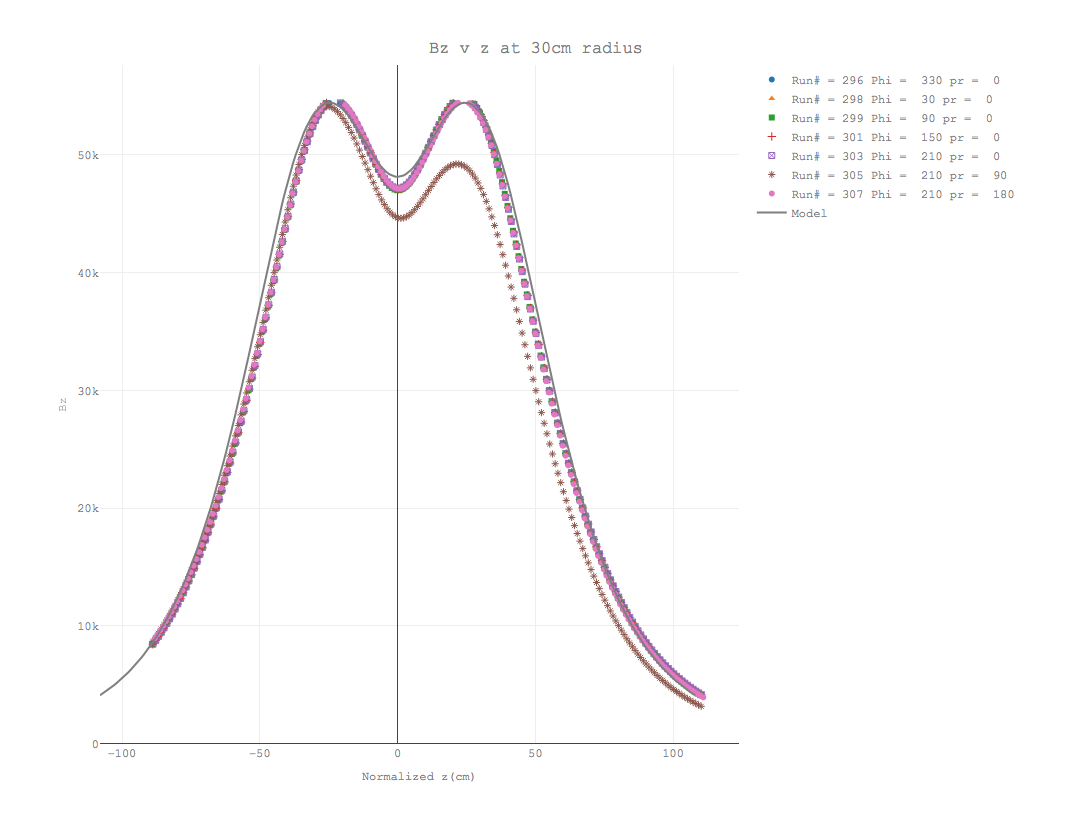 Bz v z at 30cm radius
Run# = 296 Phi =  330 pr =  0
Run# = 298 Phi =  30 pr =  0
Run# = 299 Phi =  90 pr =  0
Run# = 301 Phi =  150 pr =  0
Run# = 303 Phi =  210 pr =  0
Run# = 305 Phi =  210 pr =  90
Run# = 307 Phi =  210 pr =  180
Model
50k
40k
30k
Bz
20k
10k
0
−100 −50 0 50 100
Normalized z(cm)